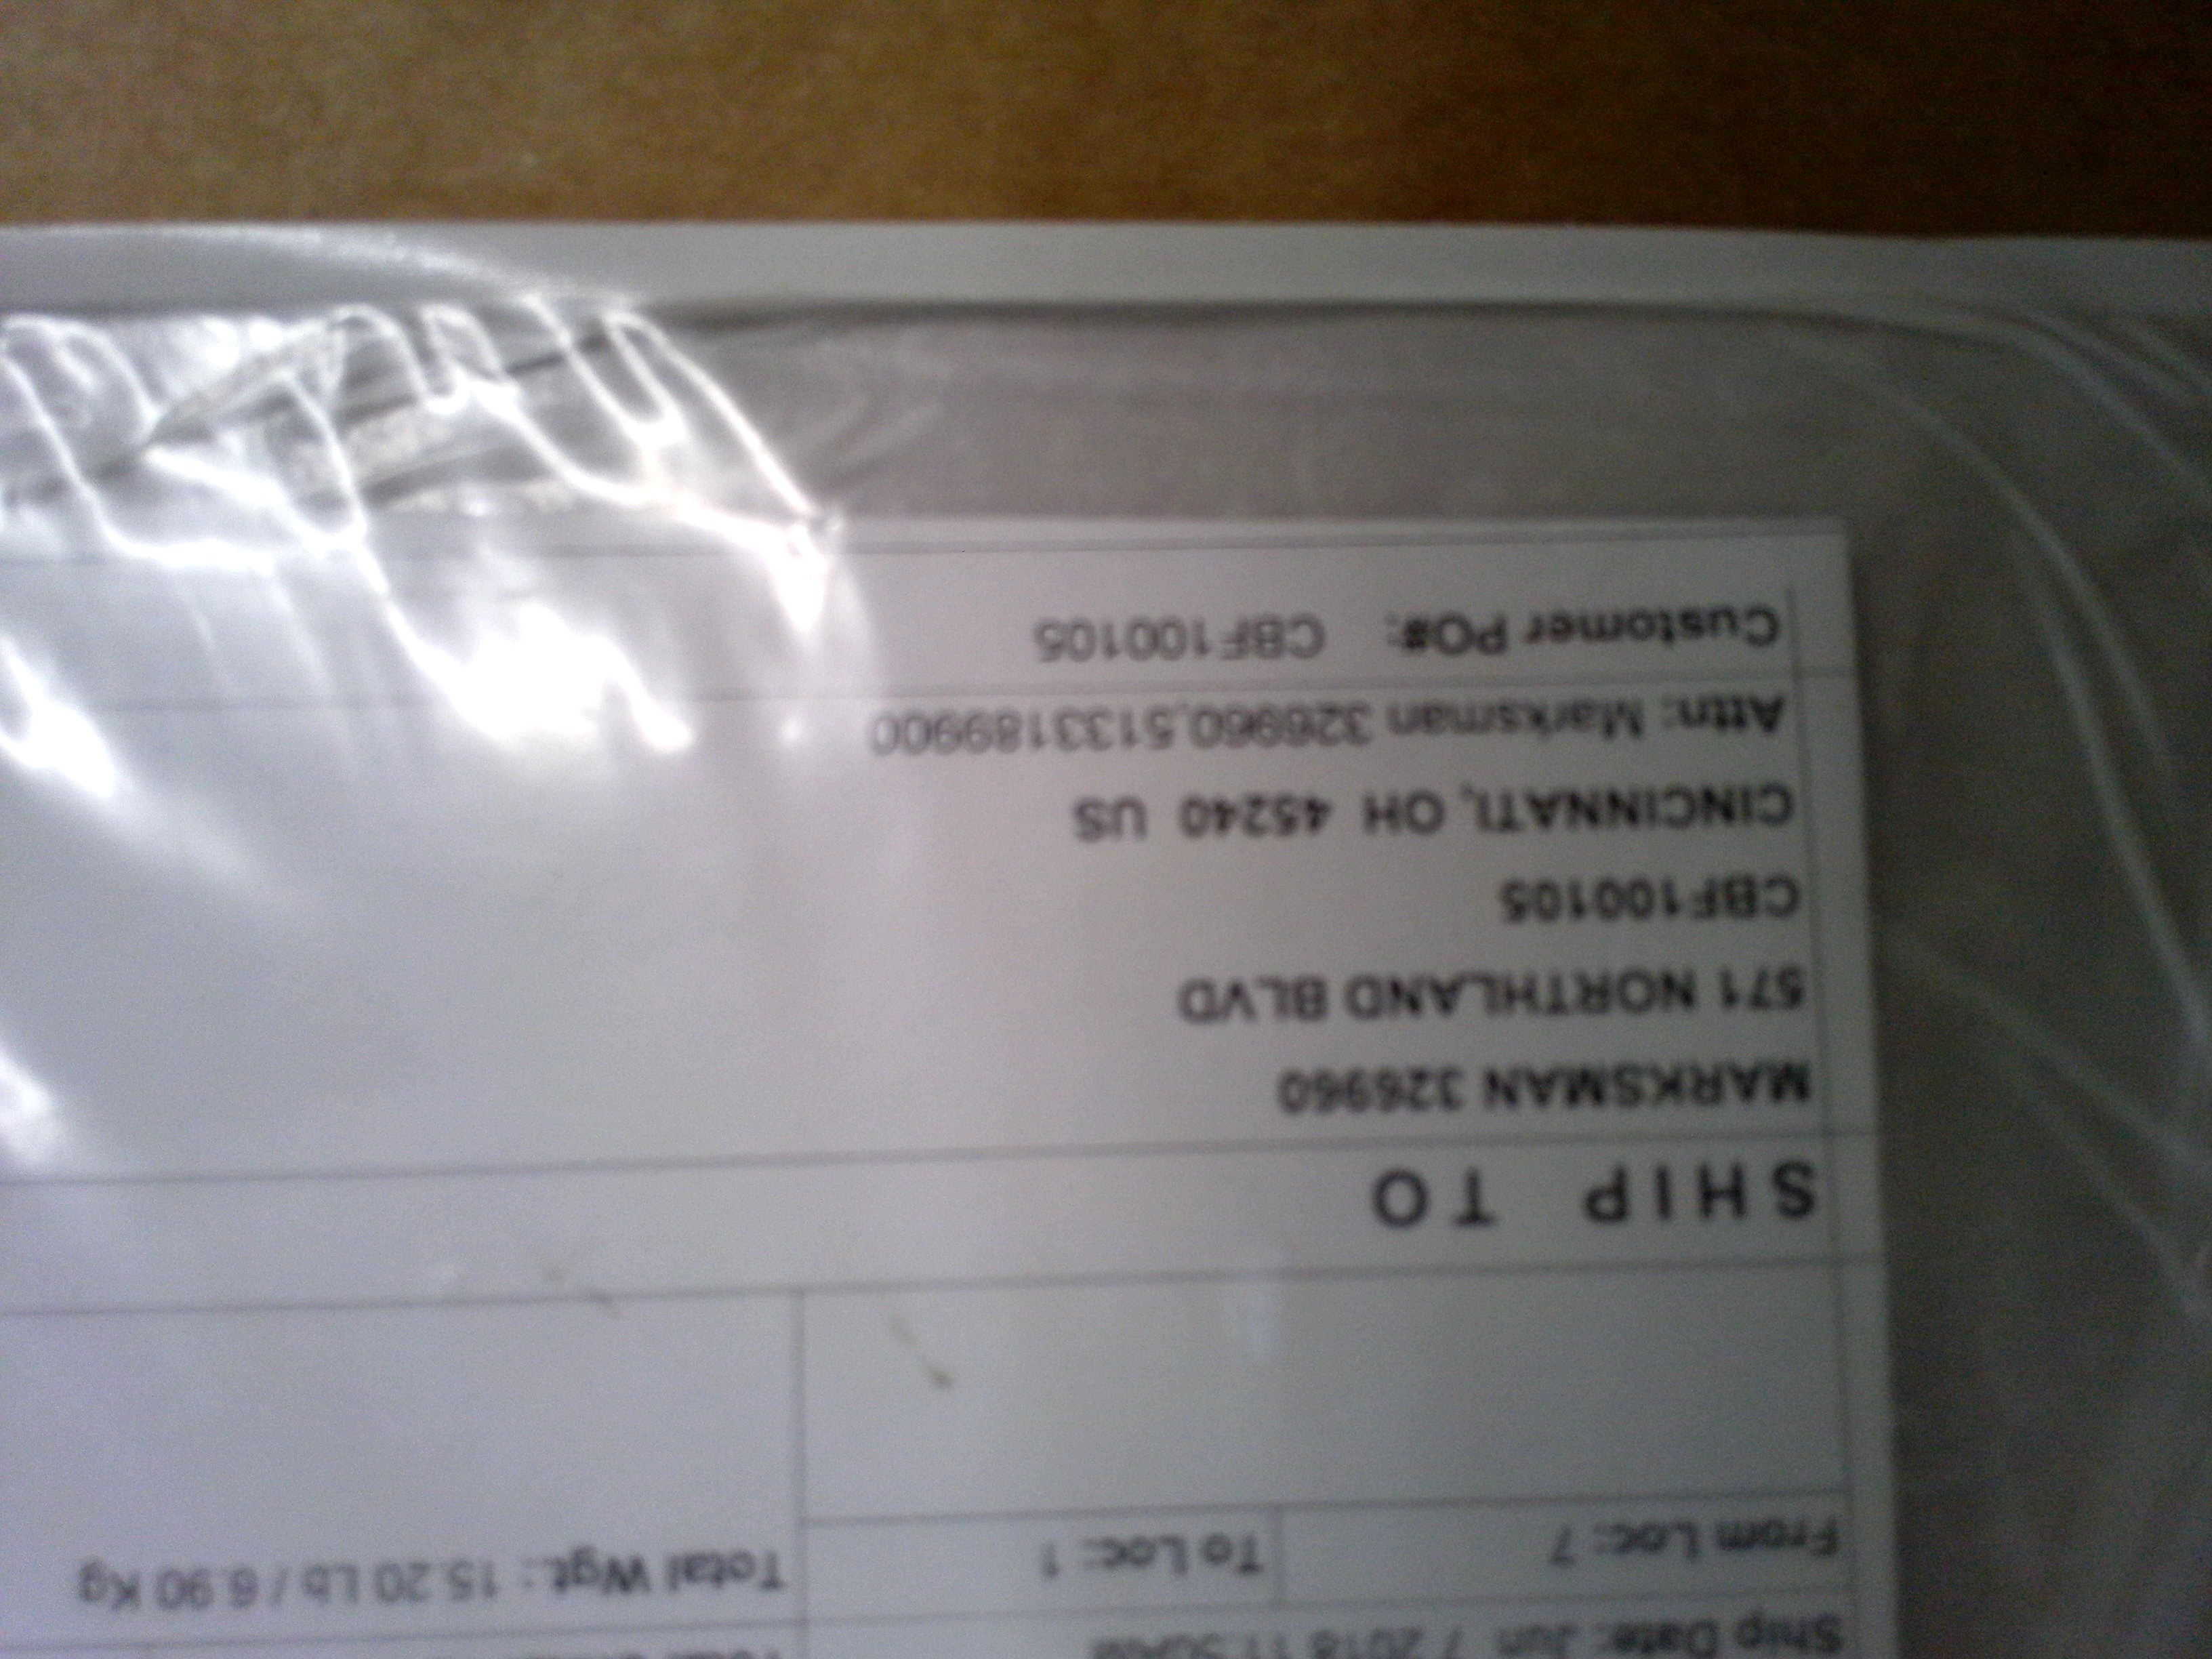 Ship Date: Jun 7 2018 11:50AM
From Loc: 7 To Loc: 1 Total Wgt.: 15.20 Lb / 6.90 Kg
SHIP TO
MARKSMAN 326960
571 NORTHLAND BLVD
CBF100105
CINCINNATI, OH 45240 US
Attn: Marksman 326960,5133189900
Customer PO#: CBF100105